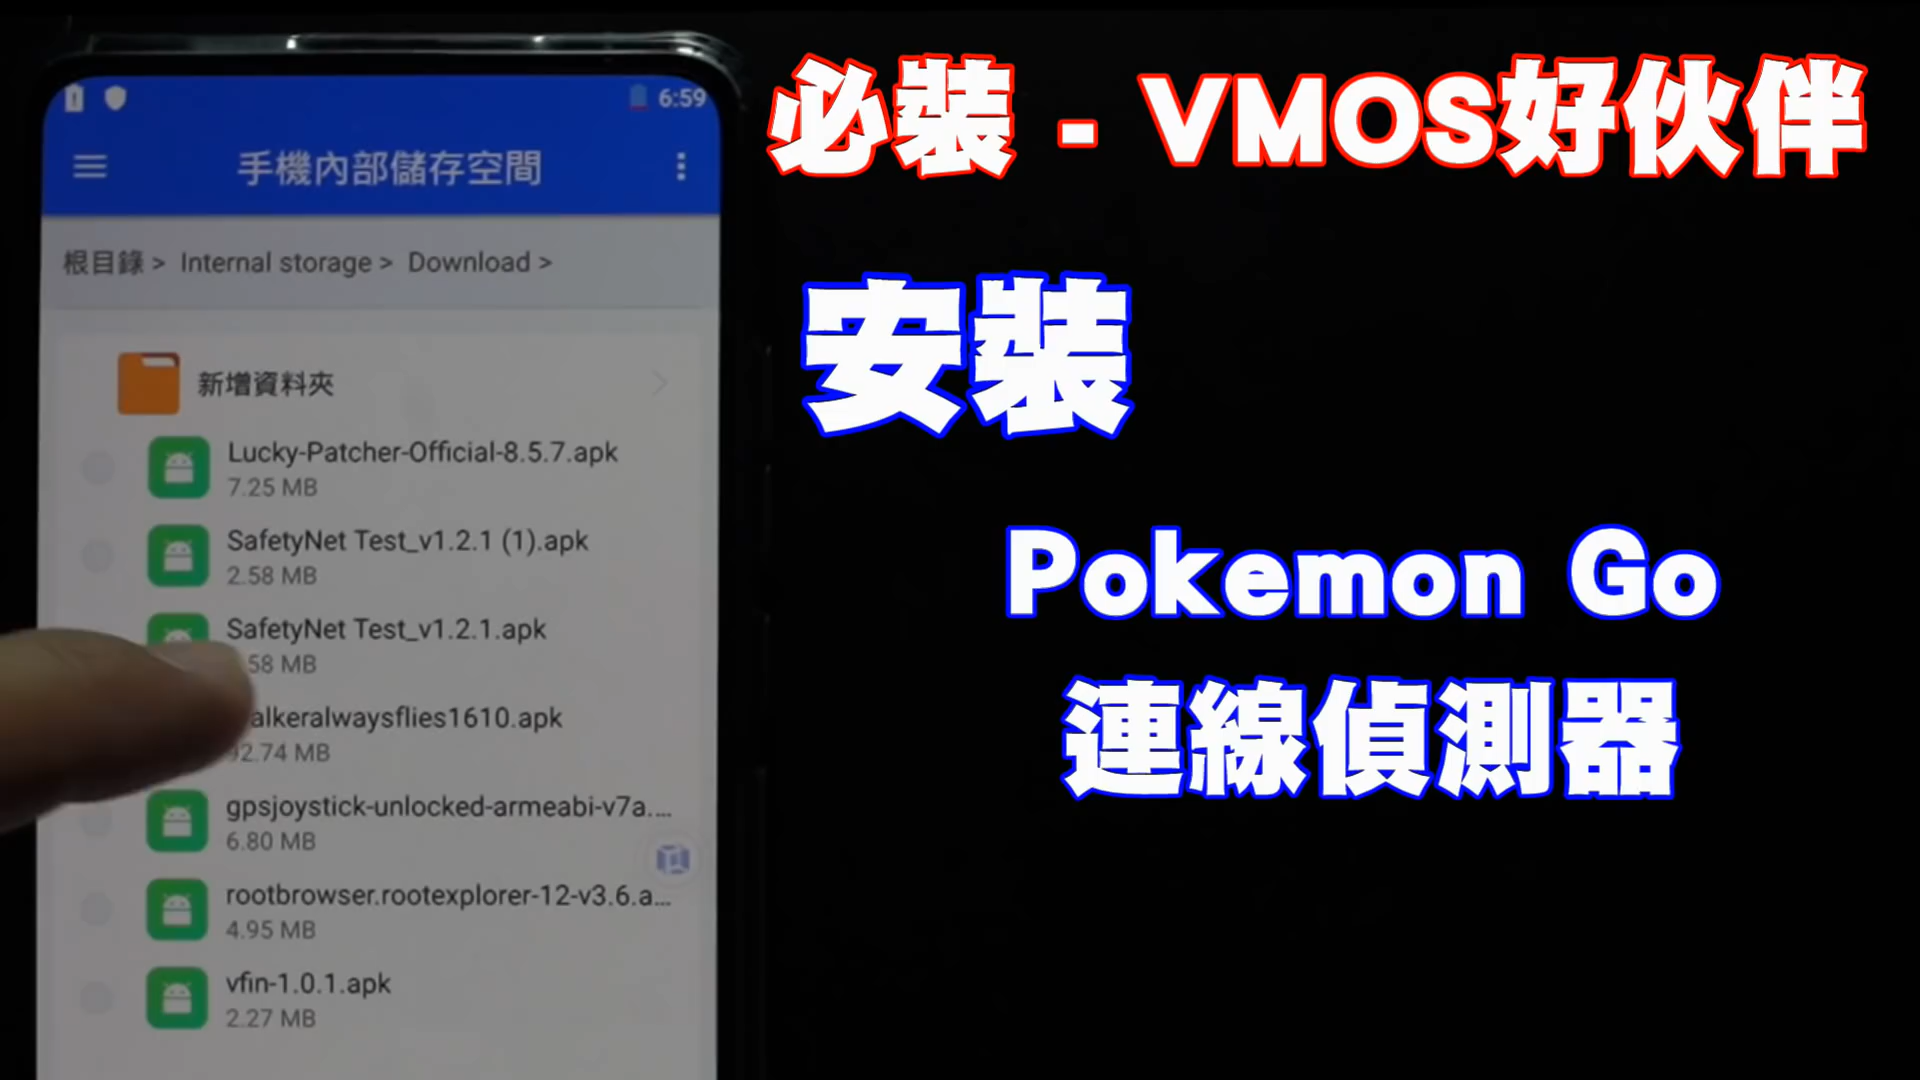 6:59
手機內部儲存空間
根目錄 > Internal storage > Download >
新增資料夾
Lucky-Patcher-Official-8.5.7.apk
7.25 MB
SafetyNet Test_v1.2.1 (1).apk
2.58 MB
SafetyNet Test_v1.2.1.apk
.58 MB
alkeralwaysflies1610.apk
92.74 MB
gpsjoystick-unlocked-armeabi-v7a....
6.80 MB
rootbrowser.rootexplorer-12-v3.6.a...
4.95 MB
vfin-1.0.1.apk
2.27 MB
必裝 - VMOS好伙伴
安裝
Pokemon Go
連線偵測器